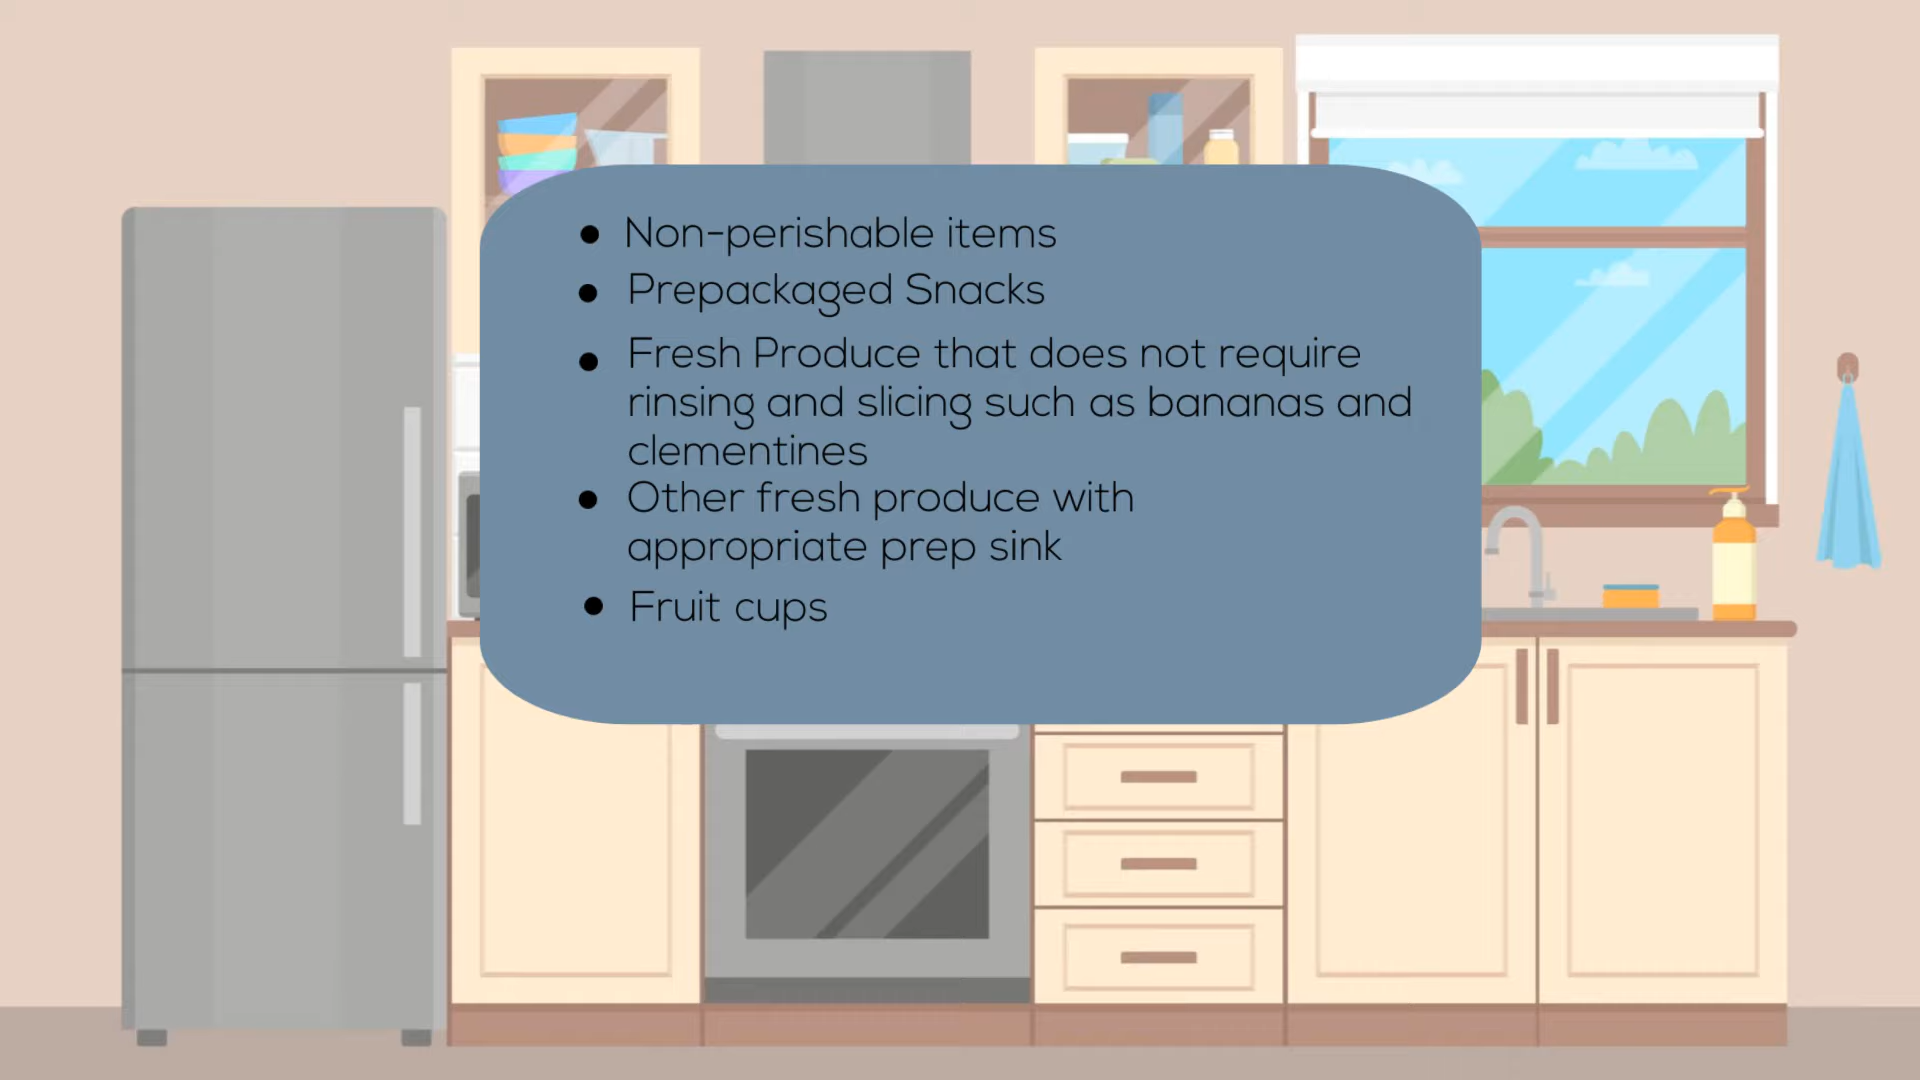 • Non-perishable items
• Prepackaged Snacks
• Fresh Produce that does not require
rinsing and slicing such as bananas and
clementines
• Other fresh produce with
appropriate prep sink
• Fruit cups